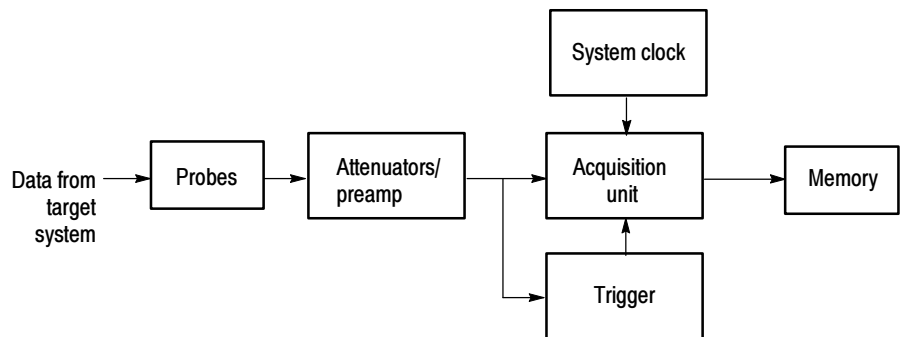 System clock
Data from
target
system
Probes
Attenuators/
preamp
Acquisition
unit
Memory
Trigger